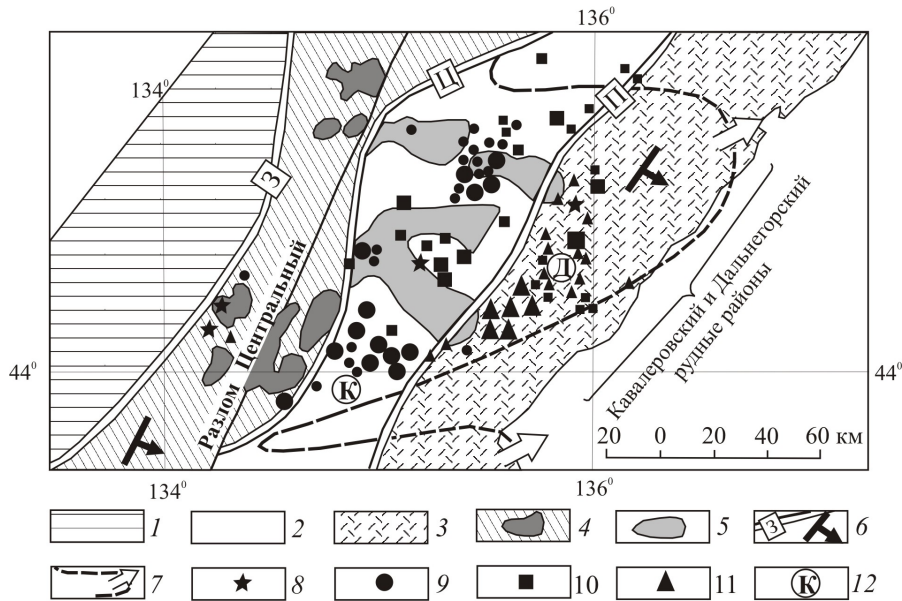 136⁰
134⁰
Ц
П
З
Д
К
Разлом Центральный
Кавалеровский и Дальнегорский
рудные районы
44⁰
44⁰
20 0 20 40 60 км
134⁰
136⁰
1 2 3 4 5 З 6
7 8 9 10 11 К 12